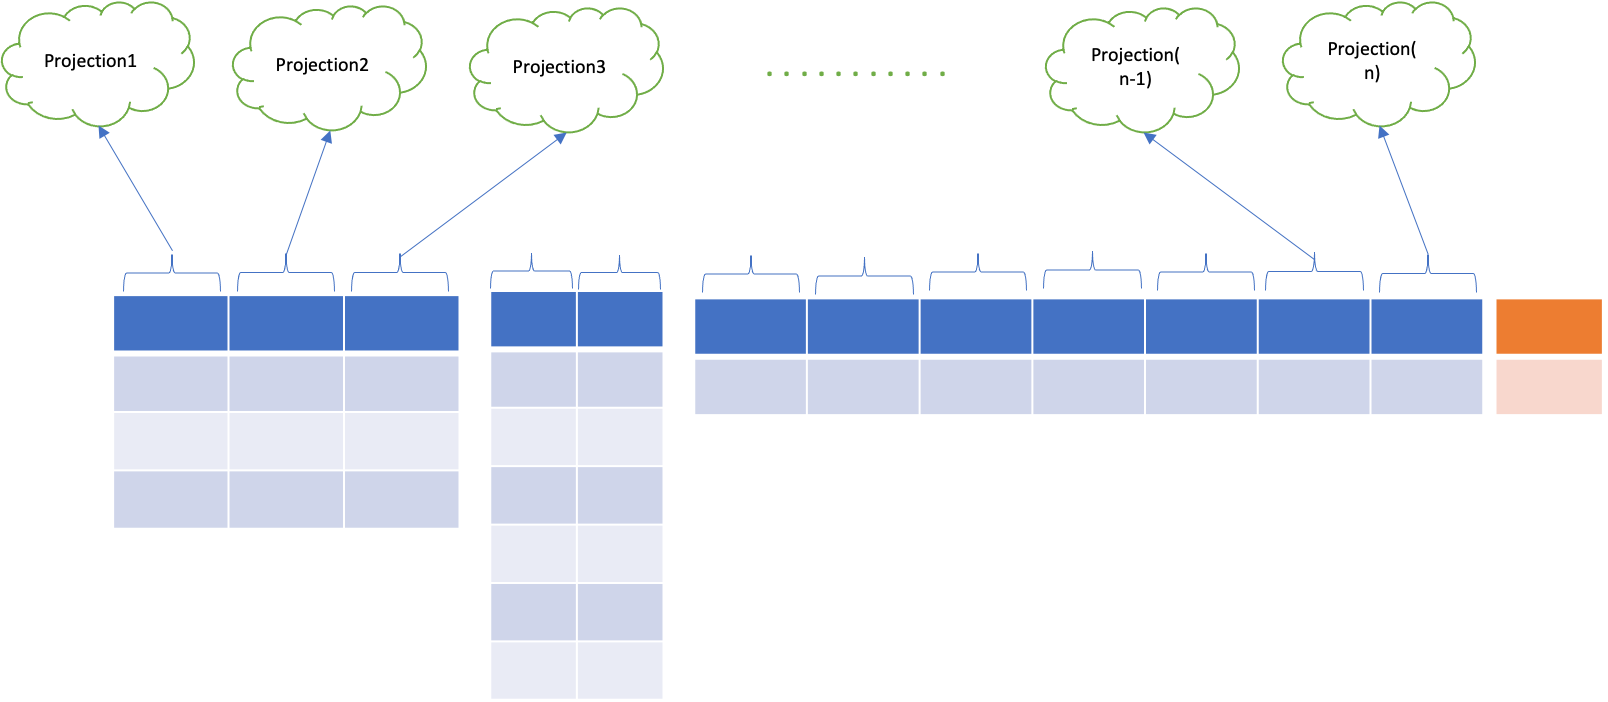 Projection1
Projection2
Projection3
Projection(
n-1)
Projection(
n)